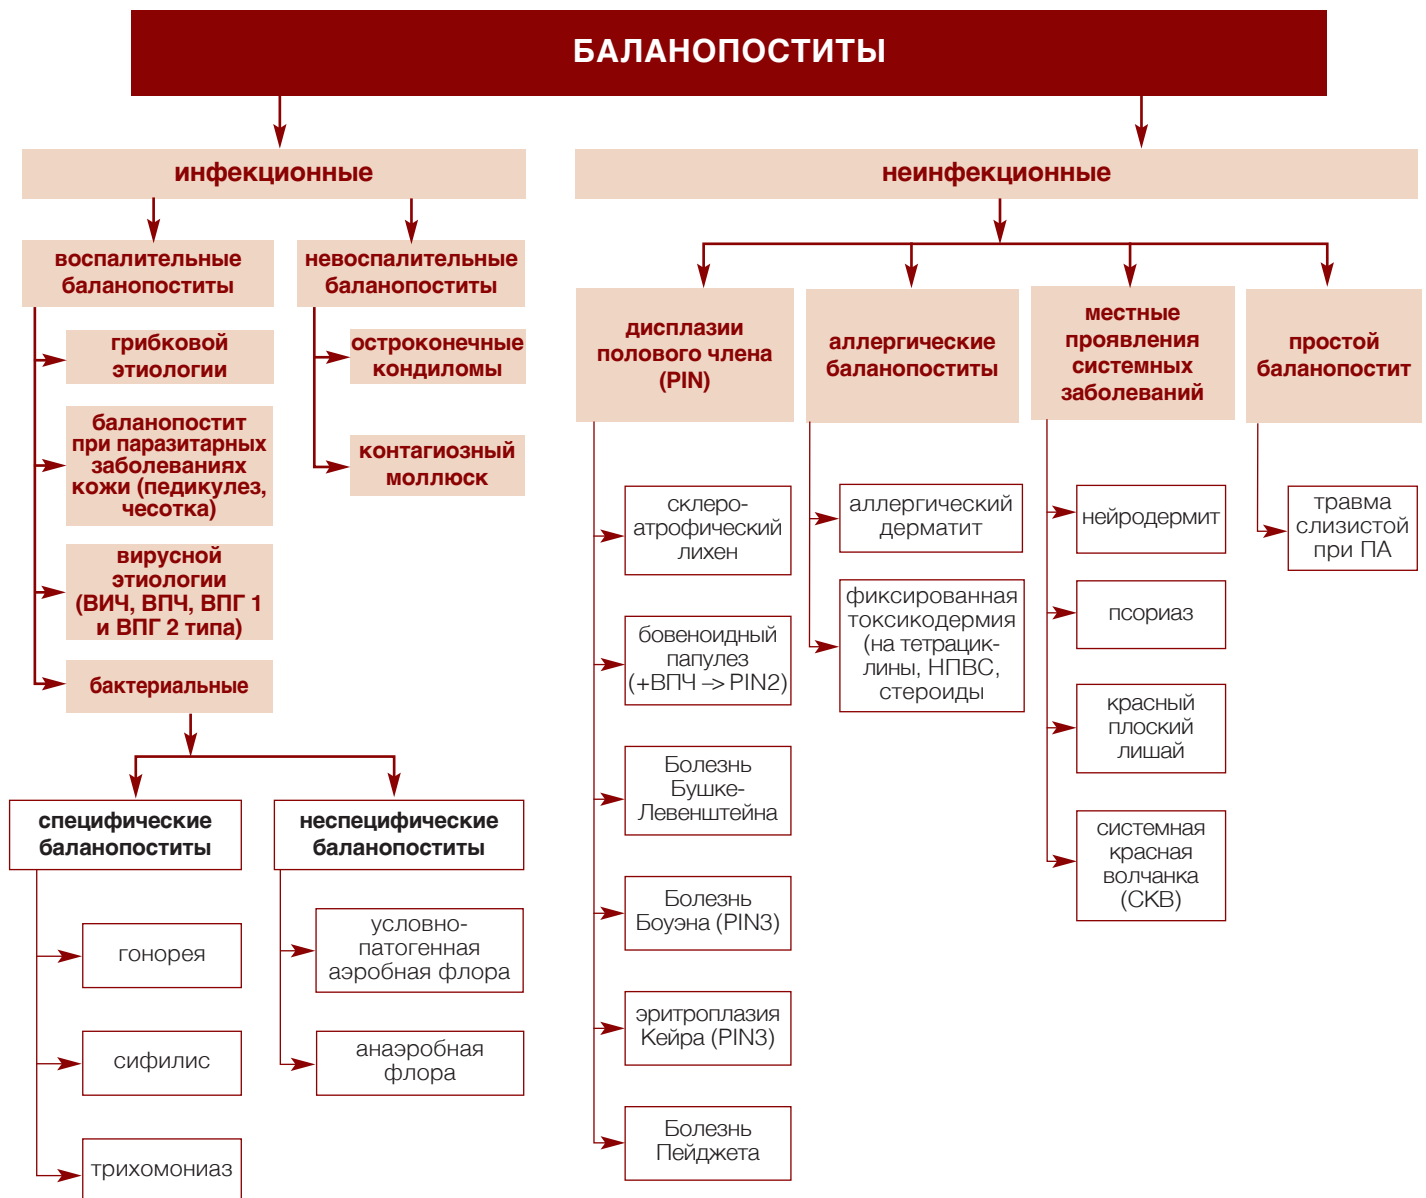 БАЛАНОПОСТИТЫ
инфекционные
воспалительные
баланопоститы
грибковой
этиологии
баланопостит
при паразитарных
заболеваниях
кожи (педикулез,
чесотка)
вирусной
этиологии
(ВИЧ, ВПЧ, ВПГ 1
и ВПГ 2 типа)
бактериальные
специфические
баланопоститы
гонорея
сифилис
трихомониаз
неспецифические
баланопоститы
условно-
патогенная
аэробная флора
анаэробная
флора
невоспалительные
баланопоститы
остроконечные
кондиломы
контагиозный
моллюск
неинфекционные
дисплазии
полового члена
(PIN)
склеро-
атрофический
лихен
бовеноидный
папулез
(+ВПЧ –> PIN2)
Болезнь
Бушке-
Левенштейна
Болезнь
Боуэна (PIN3)
эритроплазия
Кейра (PIN3)
Болезнь
Пейджета
аллергические
баланопоститы
аллергический
дерматит
фиксированная
токсикодермия
(на тетрацик-
лины, НПВС,
стероиды
местные
проявления
системных
заболеваний
нейродермит
псориаз
красный
плоский
лишай
системная
красная
волчанка
(СКВ)
простой
баланопостит
травма
слизистой
при ПА